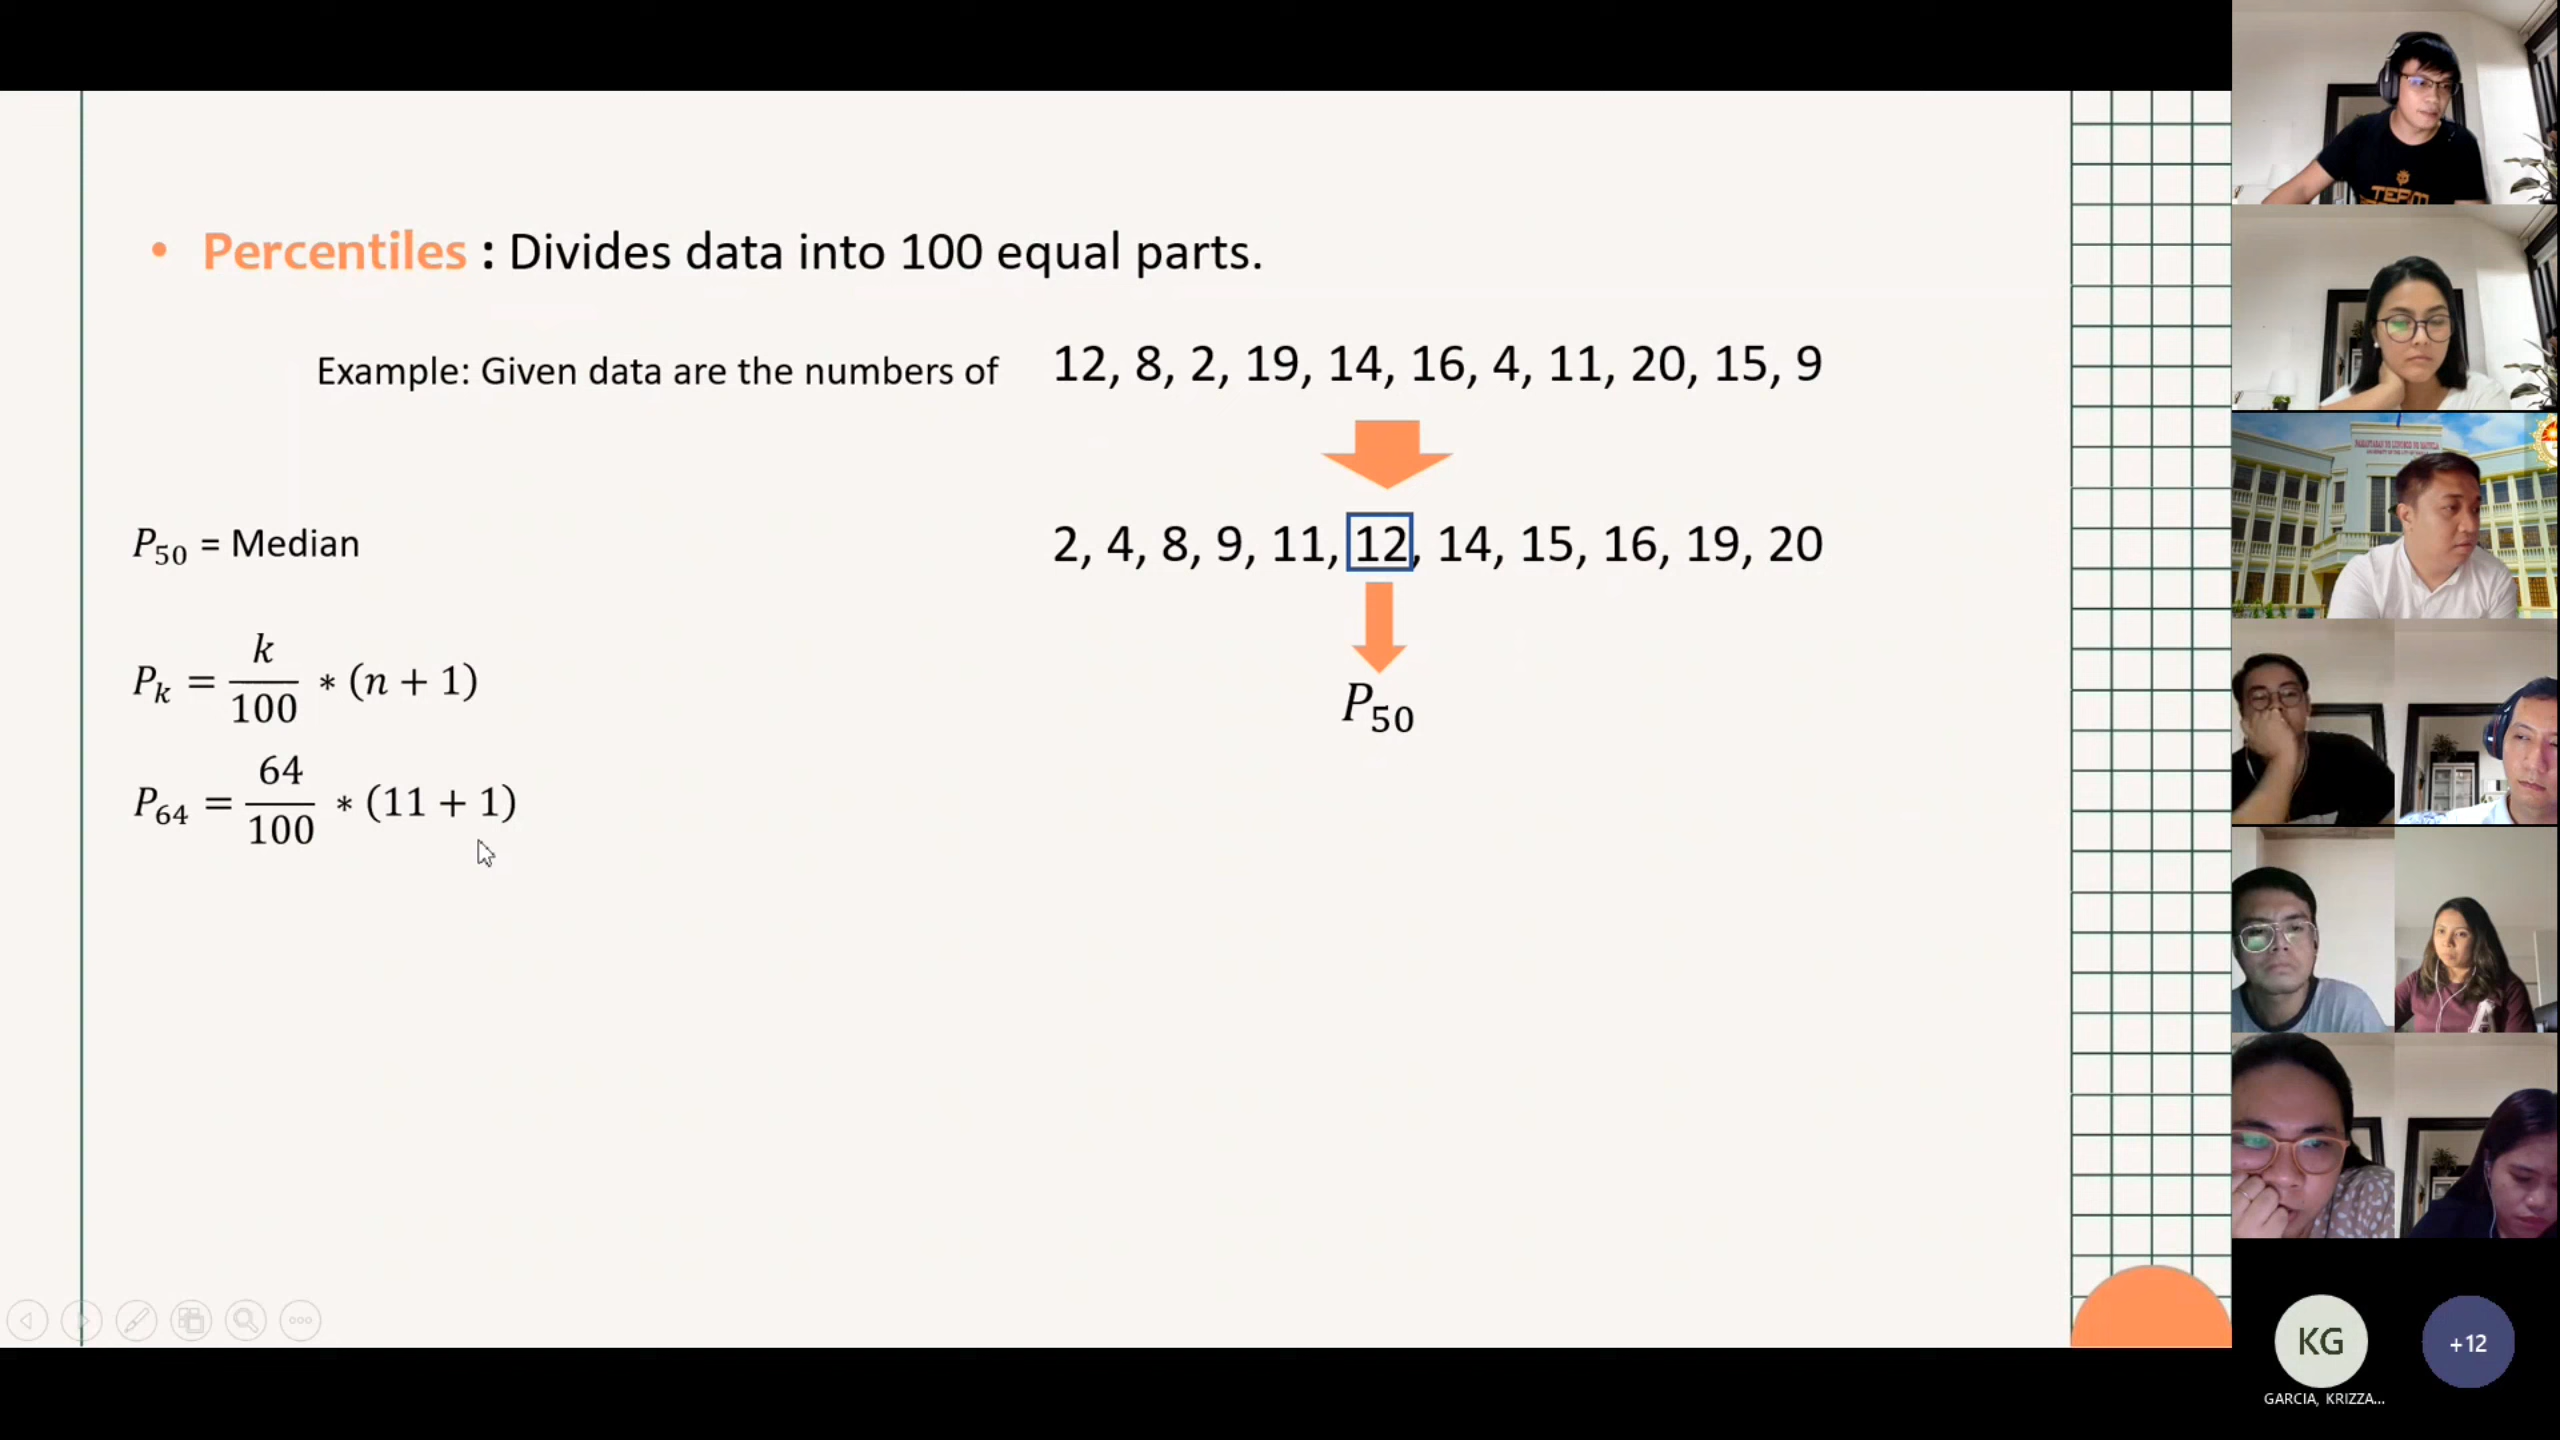 • Percentiles : Divides data into 100 equal parts.
Example: Given data are the numbers of
12, 8, 2, 19, 14, 16, 4, 11, 20, 15, 9
P₅₀ = Median
2, 4, 8, 9, 11, 12, 14, 15, 16, 19, 20
P₅₀
Pₖ = k/100 ∗ (n + 1)
P₆₄ = 64/100 ∗ (11 + 1)
KG
GARCIA, KRIZZA...
+12